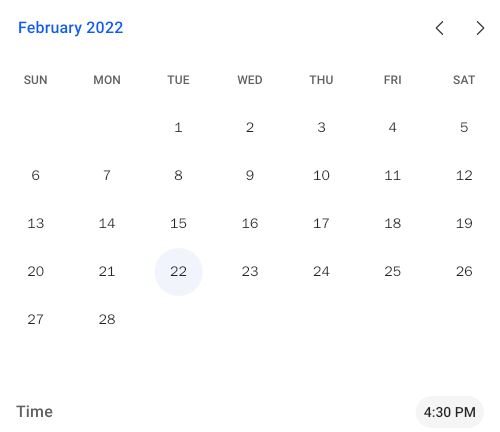 February 2022
SUN MON TUE WED THU FRI SAT
1 2 3 4 5
6 7 8 9 10 11 12
13 14 15 16 17 18 19
20 21 22 23 24 25 26
27 28
Time 4:30 PM